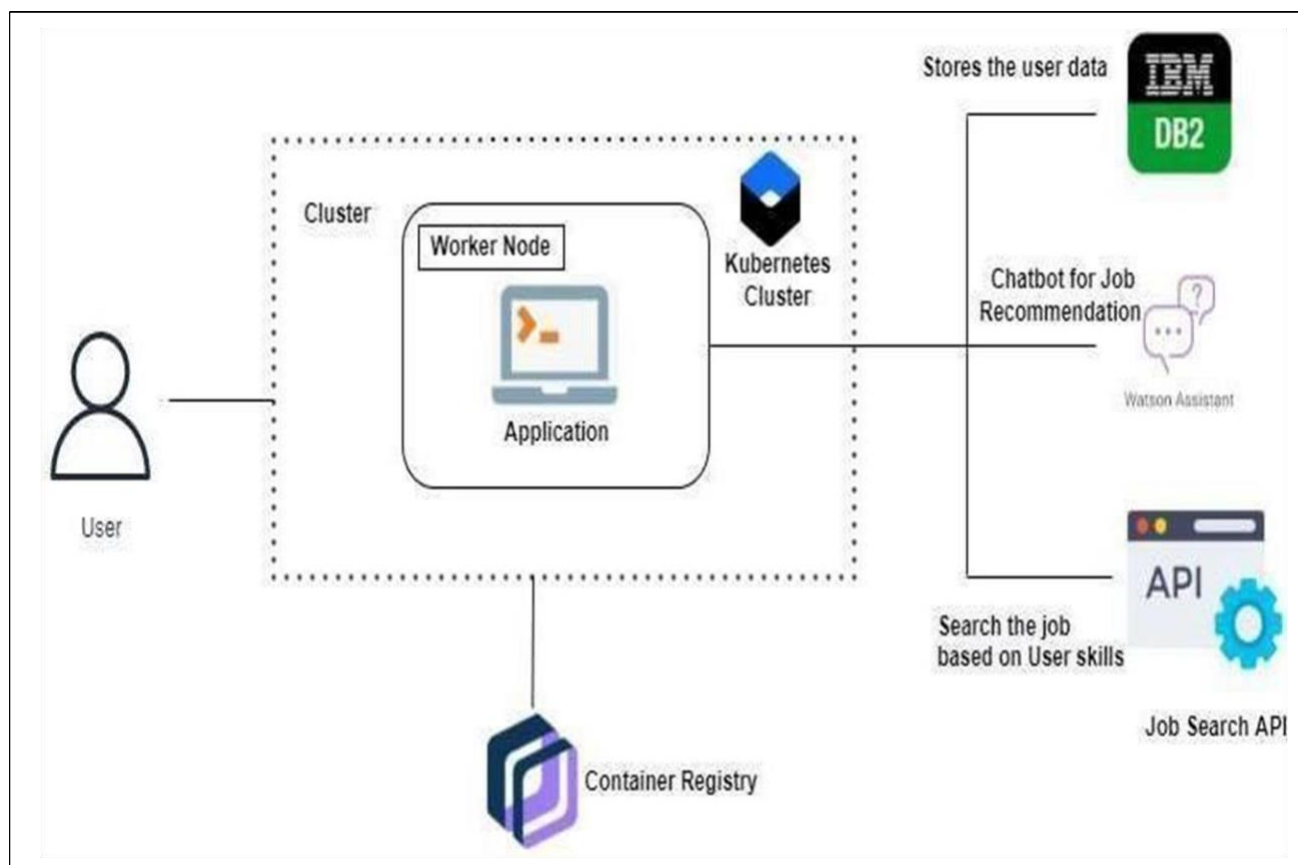 Stores the user data
IBM
DB2
Cluster
Worker Node
Kubernetes
Cluster
Application
Chatbot for Job
Recommendation
?
Watson Assistant
User
API
Search the job
based on User skills
Job Search API
Container Registry